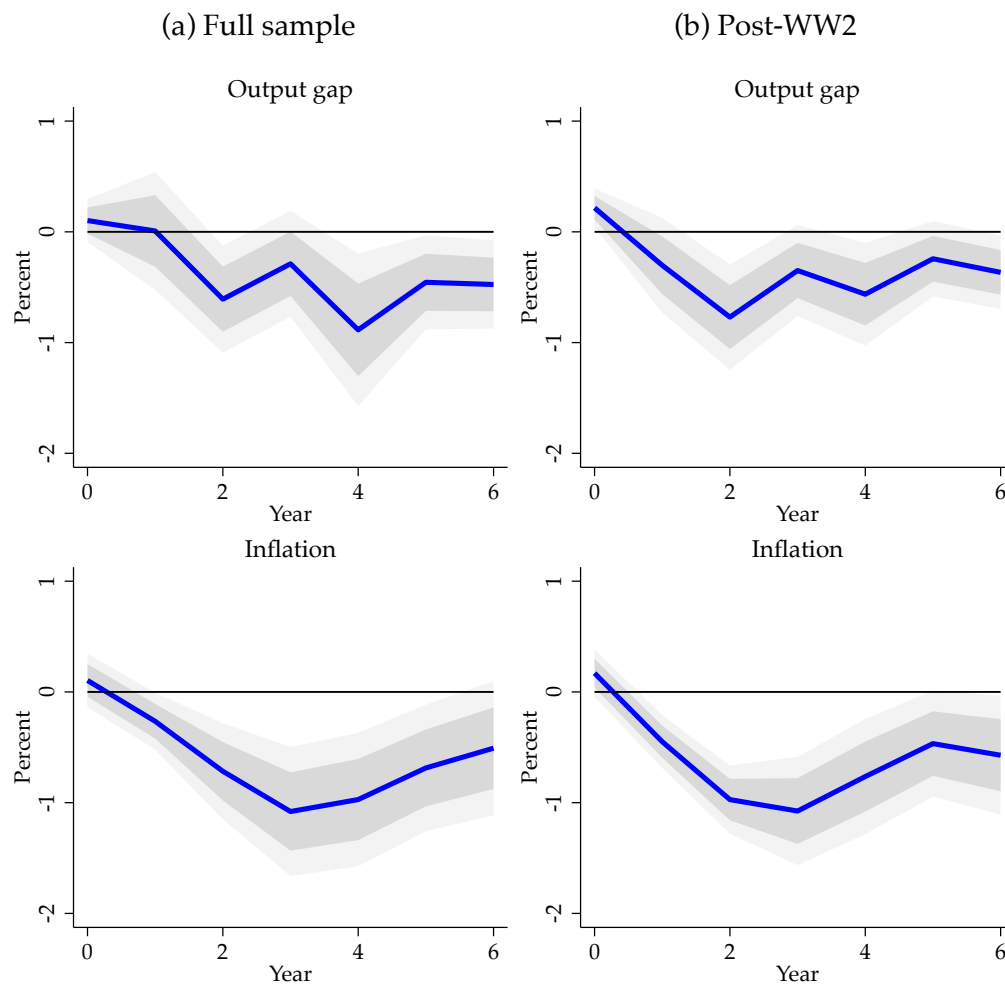 (a) Full sample
Output gap
Percent
1
0
-1
-2
0 2 4 6
Year
Inflation
Percent
1
0
-1
-2
0 2 4 6
Year
(b) Post-WW2
Output gap
Percent
1
0
-1
-2
0 2 4 6
Year
Inflation
Percent
1
0
-1
-2
0 2 4 6
Year